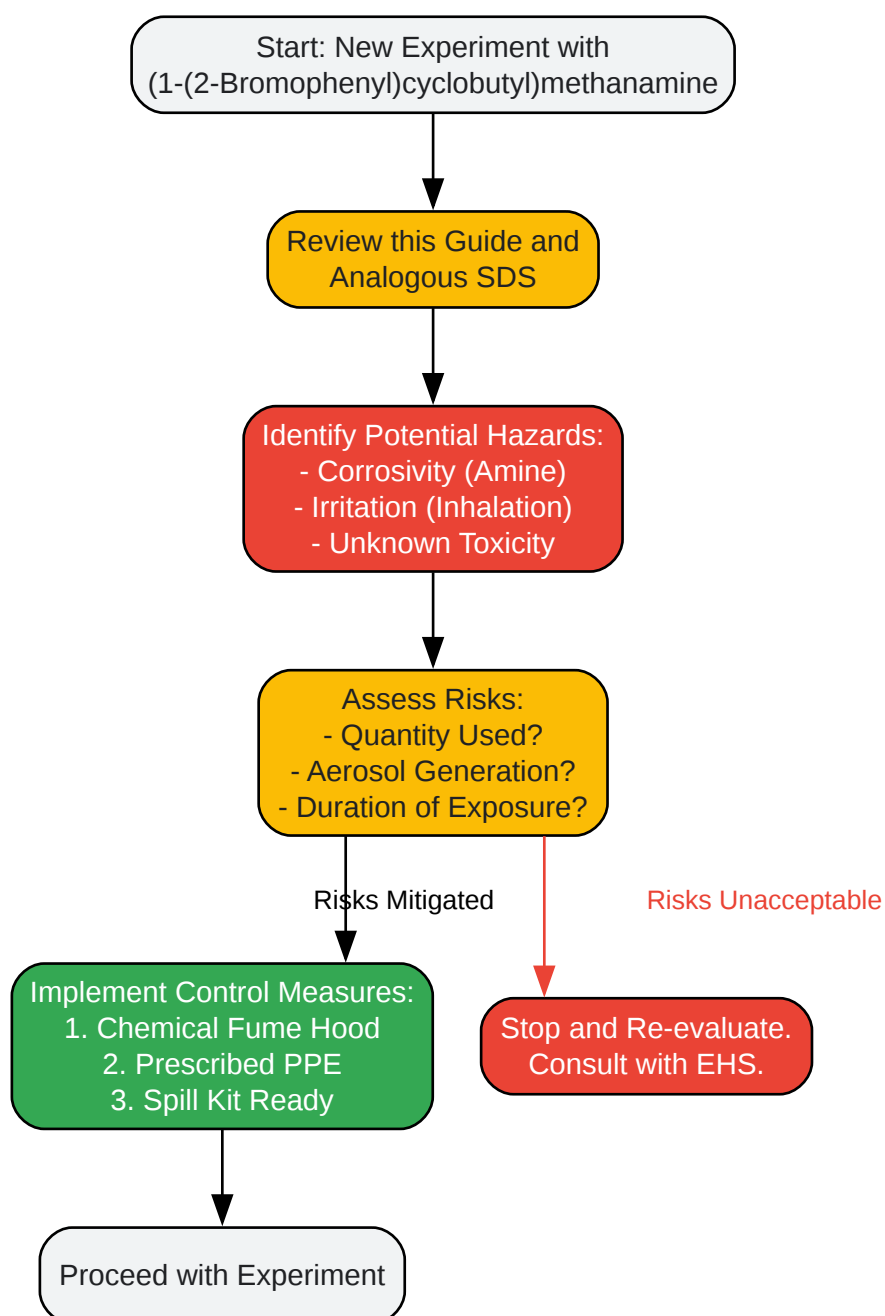 Start: New Experiment with
(1-(2-Bromophenyl)cyclobutyl)methanamine
Review this Guide and
Analogous SDS
Identify Potential Hazards:
- Corrosivity (Amine)
- Irritation (Inhalation)
- Unknown Toxicity
Assess Risks:
- Quantity Used?
- Aerosol Generation?
- Duration of Exposure?
Risks Mitigated
Risks Unacceptable
Implement Control Measures:
1. Chemical Fume Hood
2. Prescribed PPE
3. Spill Kit Ready
Stop and Re-evaluate.
Consult with EHS.
Proceed with Experiment